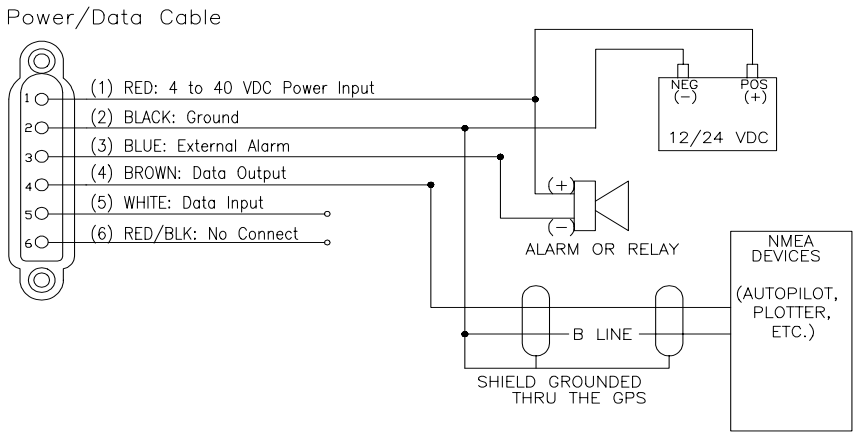 Power/Data Cable
1 (1) RED: 4 to 40 VDC Power Input
2 (2) BLACK: Ground
3 (3) BLUE: External Alarm
4 (4) BROWN: Data Output
5 (5) WHITE: Data Input
6 (6) RED/BLK: No Connect
NEG POS
(-) (+)
12/24 VDC
(+)
(-)
ALARM OR RELAY
NMEA
DEVICES
(AUTOPILOT,
PLOTTER,
ETC.)
B LINE
SHIELD GROUNDED
THRU THE GPS